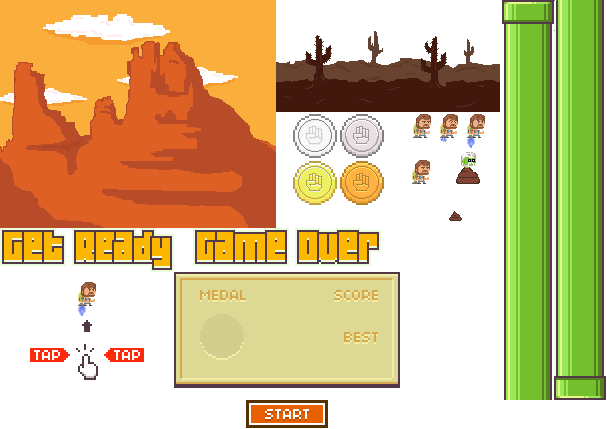 Get Ready
Game Over
MEDAL
SCORE
BEST
TAP
TAP
START